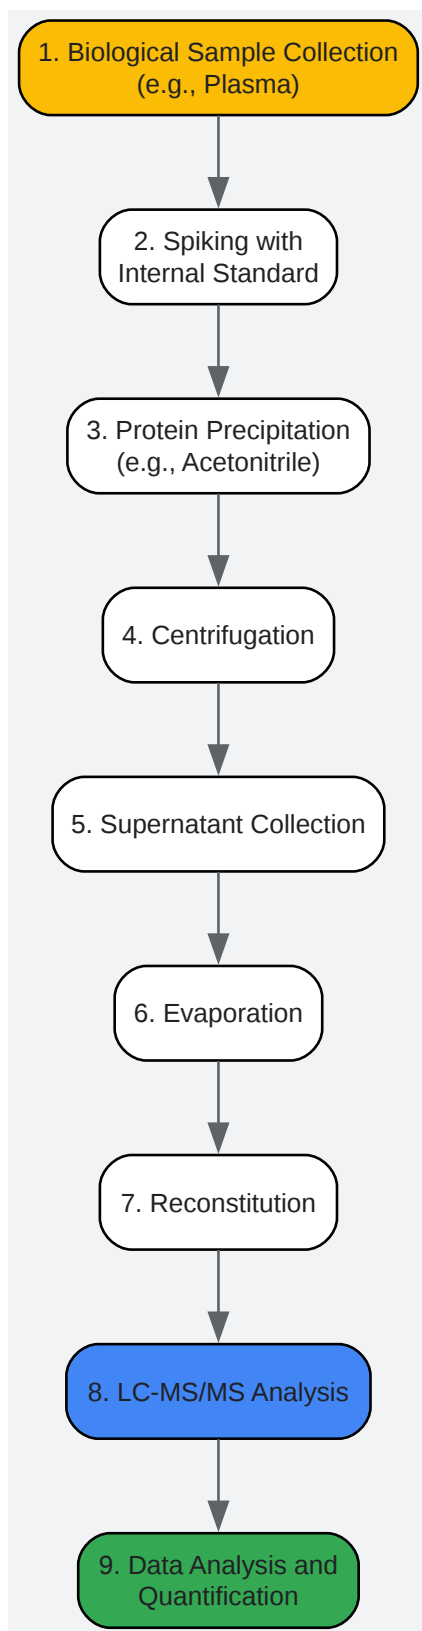 1. Biological Sample Collection
(e.g., Plasma)
2. Spiking with
Internal Standard
3. Protein Precipitation
(e.g., Acetonitrile)
4. Centrifugation
5. Supernatant Collection
6. Evaporation
7. Reconstitution
8. LC-MS/MS Analysis
9. Data Analysis and
Quantification